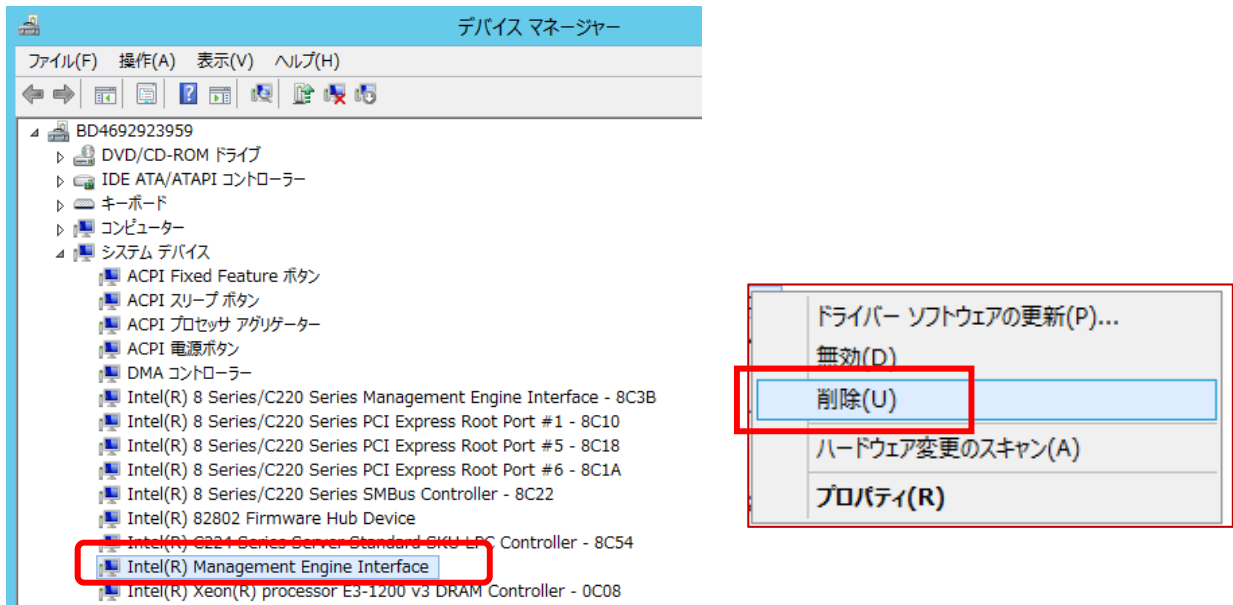 デバイス マネージャー
ファイル(F) 操作(A) 表示(V) ヘルプ(H)
BD4692923959
DVD/CD-ROM ドライブ
IDE ATA/ATAPI コントローラー
キーボード
コンピューター
システム デバイス
ACPI Fixed Feature ボタン
ACPI スリープ ボタン
ACPI プロセッサ アグリゲーター
ACPI 電源ボタン
DMA コントローラー
Intel(R) 8 Series/C220 Series Management Engine Interface - 8C3B
Intel(R) 8 Series/C220 Series PCI Express Root Port #1 - 8C10
Intel(R) 8 Series/C220 Series PCI Express Root Port #5 - 8C18
Intel(R) 8 Series/C220 Series PCI Express Root Port #6 - 8C1A
Intel(R) 8 Series/C220 Series SMBus Controller - 8C22
Intel(R) 82802 Firmware Hub Device
Intel(R) C224 Series Server Standard SKU LPC Controller - 8C54
Intel(R) Management Engine Interface
Intel(R) Xeon(R) processor E3-1200 v3 DRAM Controller - 0C08
ドライバー ソフトウェアの更新(P)...
無効(D)
削除(U)
ハードウェア変更のスキャン(A)
プロパティ(R)